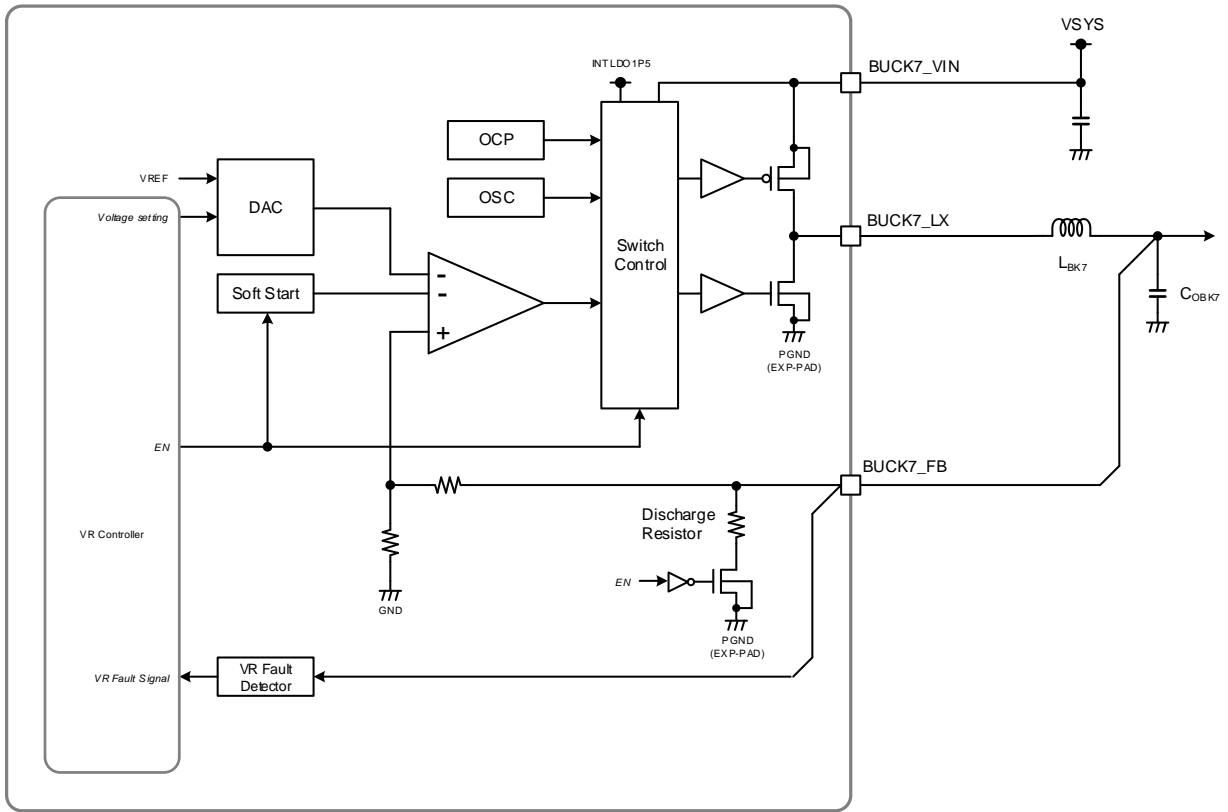 VSYS
BUCK7_VIN
INTLDO1P5
OCP
VREF
DAC
OSC
Voltage setting
BUCK7_LX
Switch
Control
LBK7
Soft Start
-
-
+
COBK7
PGND
(EXP-PAD)
EN
BUCK7_FB
Discharge
Resistor
VR Controller
EN
GND
PGND
(EXP-PAD)
VR Fault Signal
VR Fault
Detector